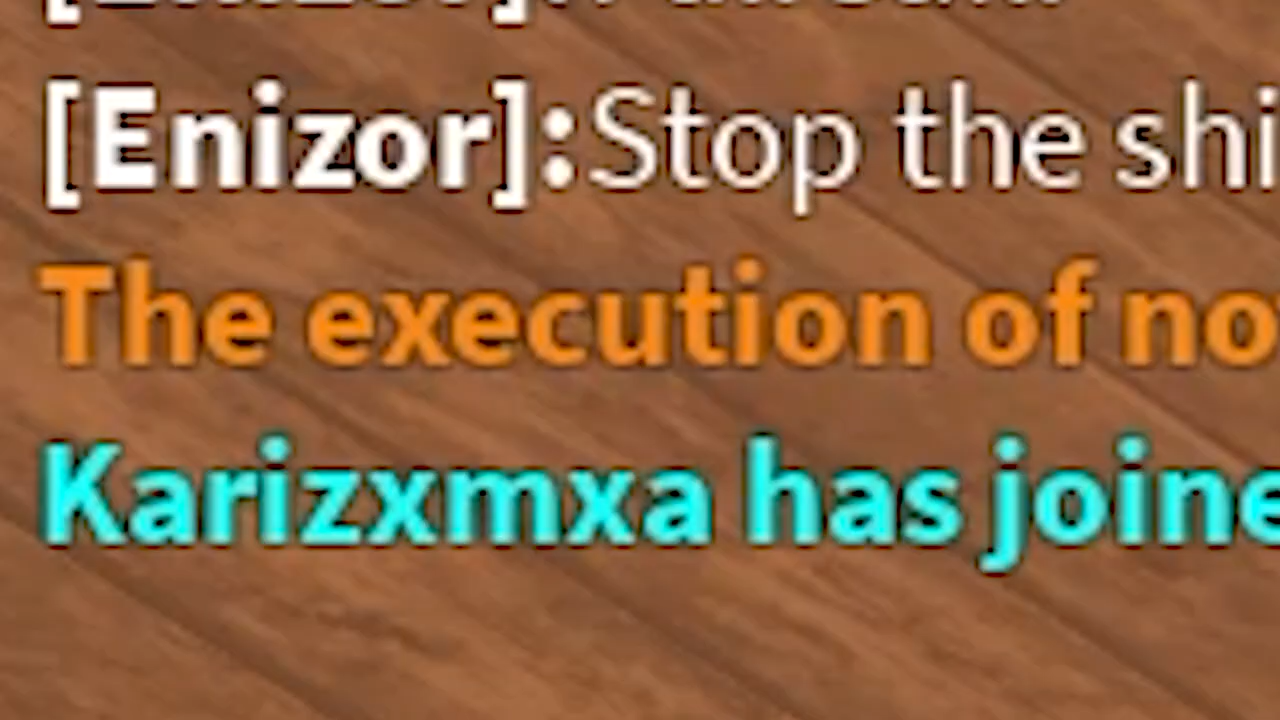 [Enizor]:Stop the shi
The execution of no
Karizxmxa has joine